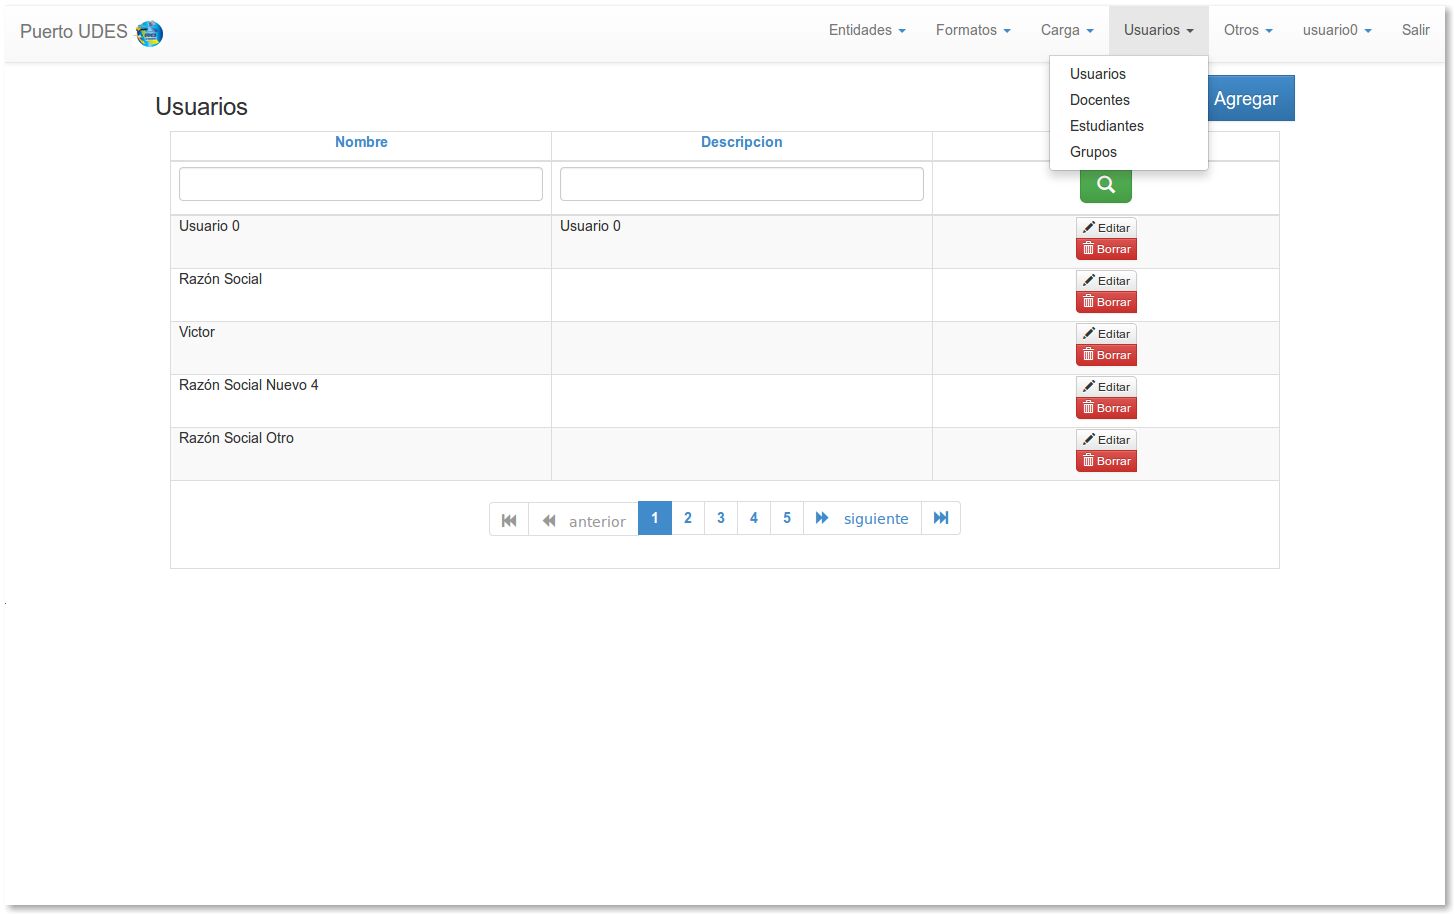 Puerto UDES
Entidades Formatos Carga Usuarios Otros usuario0 Salir
Usuarios
Docentes
Estudiantes
Grupos
Agregar
Usuarios
Nombre Descripcion
Usuario 0 Usuario 0 Editar
Borrar
Razón Social Editar
Borrar
Victor Editar
Borrar
Razón Social Nuevo 4 Editar
Borrar
Razón Social Otro Editar
Borrar
anterior 1 2 3 4 5 siguiente